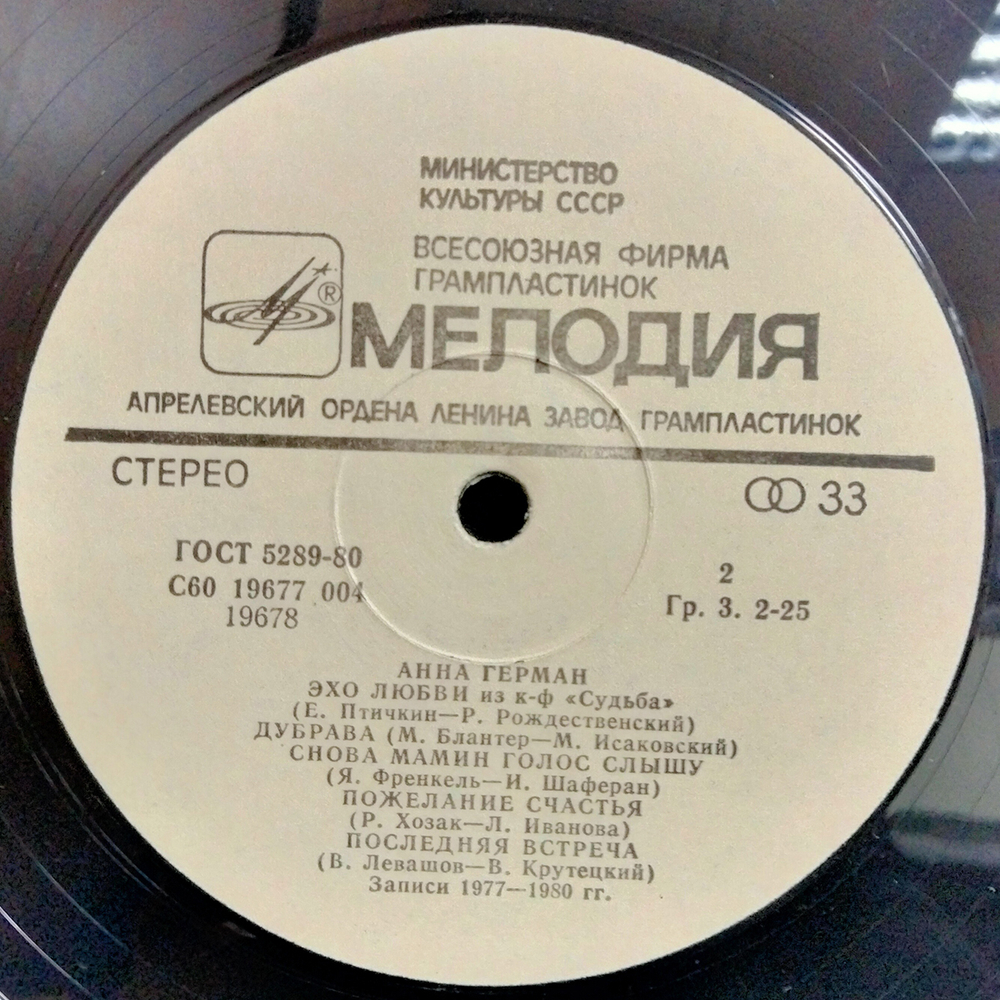 МИНИСТЕРСТВО
КУЛЬТУРЫ СССР
ВСЕСОЮЗНАЯ ФИРМА
ГРАМПЛАСТИНОК
®
МЕЛОДИЯ
АПРЕЛЕВСКИЙ ОРДЕНА ЛЕНИНА ЗАВОД ГРАМПЛАСТИНОК
СТЕРЕО
33
ГОСТ 5289-80
С60 19677 004
19678
2
Гр. 3. 2-25
АННА ГЕРМАН
ЭХО ЛЮБВИ из к-ф «Судьба»
(Е. Птичкин—Р. Рождественский)
ДУБРАВА (М. Блантер—М. Исаковский)
СНОВА МАМИН ГОЛОС СЛЫШУ
(Я. Френкель—И. Шаферан)
ПОЖЕЛАНИЕ СЧАСТЬЯ
(Р. Хозак—Л. Иванова)
ПОСЛЕДНЯЯ ВСТРЕЧА
(В. Левашов—В. Крутецкий)
Записи 1977—1980 гг.